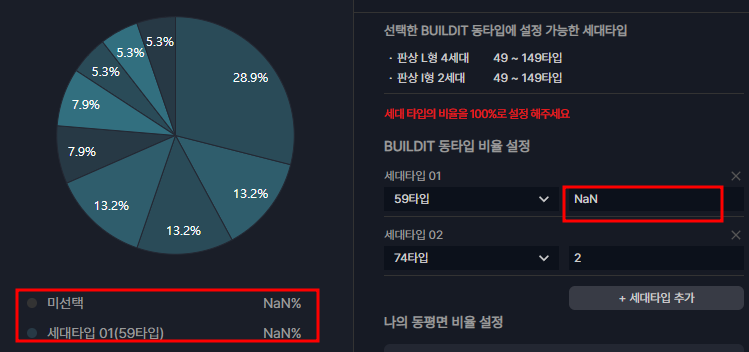 5.3%
5.3%
5.3%
28.9%
7.9%
7.9%
13.2%
13.2%
13.2%
미선택 NaN%
세대타입 01(59타입) NaN%
선택한 BUILDIT 동타입에 설정 가능한 세대타입
· 판상 L형 4세대 49 ~ 149타입
· 판상 I형 2세대 49 ~ 149타입
세대 타입의 비율을 100%로 설정 해주세요
BUILDIT 동타입 비율 설정
세대타입 01
59타입 NaN
세대타입 02
74타입 2
+ 세대타입 추가
나의 동평면 비율 설정